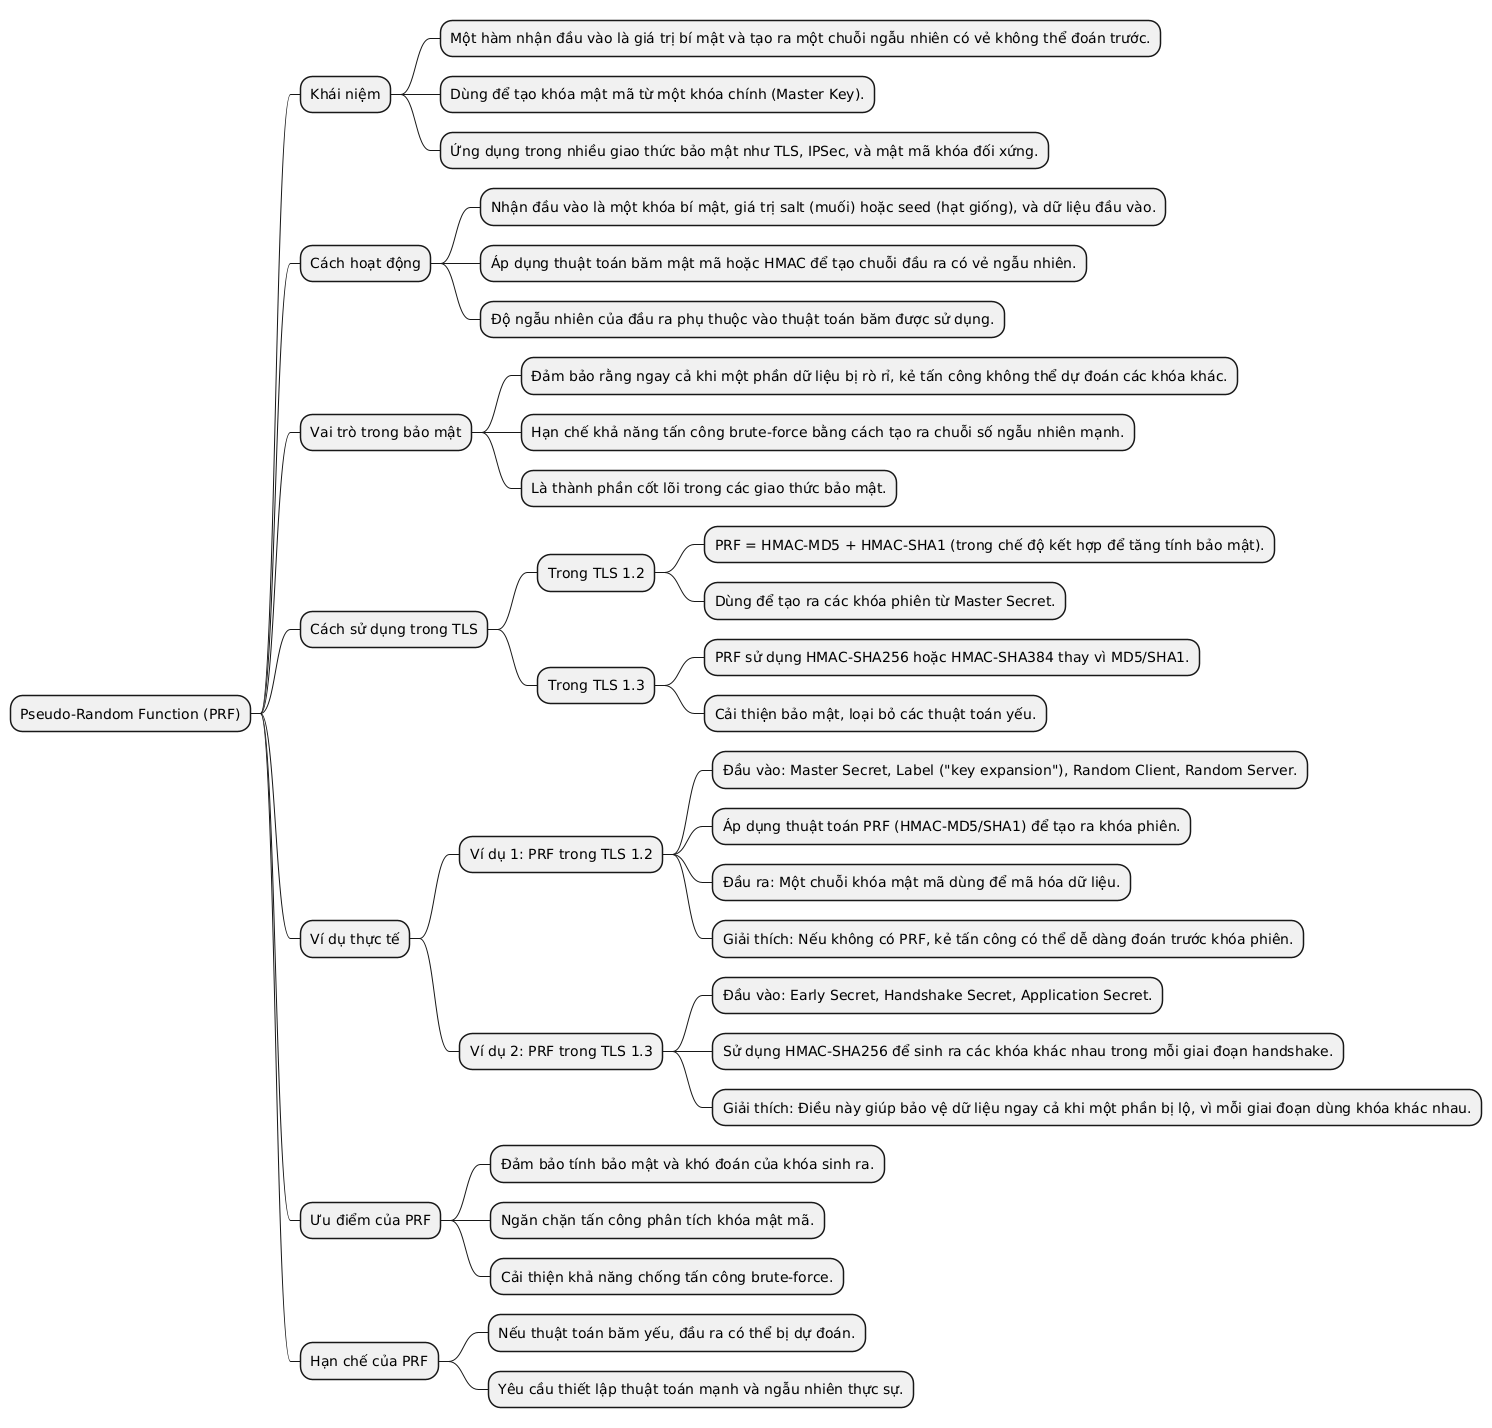 Pseudo-Random Function (PRF)
Khái niệm
Một hàm nhận đầu vào là giá trị bí mật và tạo ra một chuỗi ngẫu nhiên có vẻ không thể đoán trước.
Dùng để tạo khóa mật mã từ một khóa chính (Master Key).
Ứng dụng trong nhiều giao thức bảo mật như TLS, IPSec, và mật mã khóa đối xứng.
Cách hoạt động
Nhận đầu vào là một khóa bí mật, giá trị salt (muối) hoặc seed (hạt giống), và dữ liệu đầu vào.
Áp dụng thuật toán băm mật mã hoặc HMAC để tạo chuỗi đầu ra có vẻ ngẫu nhiên.
Độ ngẫu nhiên của đầu ra phụ thuộc vào thuật toán băm được sử dụng.
Vai trò trong bảo mật
Đảm bảo rằng ngay cả khi một phần dữ liệu bị rò rỉ, kẻ tấn công không thể dự đoán các khóa khác.
Hạn chế khả năng tấn công brute-force bằng cách tạo ra chuỗi số ngẫu nhiên mạnh.
Là thành phần cốt lõi trong các giao thức bảo mật.
Cách sử dụng trong TLS
Trong TLS 1.2
PRF = HMAC-MD5 + HMAC-SHA1 (trong chế độ kết hợp để tăng tính bảo mật).
Dùng để tạo ra các khóa phiên từ Master Secret.
Trong TLS 1.3
PRF sử dụng HMAC-SHA256 hoặc HMAC-SHA384 thay vì MD5/SHA1.
Cải thiện bảo mật, loại bỏ các thuật toán yếu.
Ví dụ thực tế
Ví dụ 1: PRF trong TLS 1.2
Đầu vào: Master Secret, Label ("key expansion"), Random Client, Random Server.
Áp dụng thuật toán PRF (HMAC-MD5/SHA1) để tạo ra khóa phiên.
Đầu ra: Một chuỗi khóa mật mã dùng để mã hóa dữ liệu.
Giải thích: Nếu không có PRF, kẻ tấn công có thể dễ dàng đoán trước khóa phiên.
Ví dụ 2: PRF trong TLS 1.3
Đầu vào: Early Secret, Handshake Secret, Application Secret.
Sử dụng HMAC-SHA256 để sinh ra các khóa khác nhau trong mỗi giai đoạn handshake.
Giải thích: Điều này giúp bảo vệ dữ liệu ngay cả khi một phần bị lộ, vì mỗi giai đoạn dùng khóa khác nhau.
Ưu điểm của PRF
Đảm bảo tính bảo mật và khó đoán của khóa sinh ra.
Ngăn chặn tấn công phân tích khóa mật mã.
Cải thiện khả năng chống tấn công brute-force.
Hạn chế của PRF
Nếu thuật toán băm yếu, đầu ra có thể bị dự đoán.
Yêu cầu thiết lập thuật toán mạnh và ngẫu nhiên thực sự.